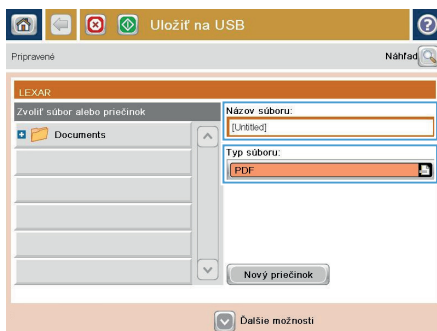 Uložiť na USB
Pripravené
Náhľad
LEXAR
Zvoliť súbor alebo priečinok
Názov súboru:
Documents
[Untitled]
Typ súboru:
PDF
Nový priečinok
Ďalšie možnosti